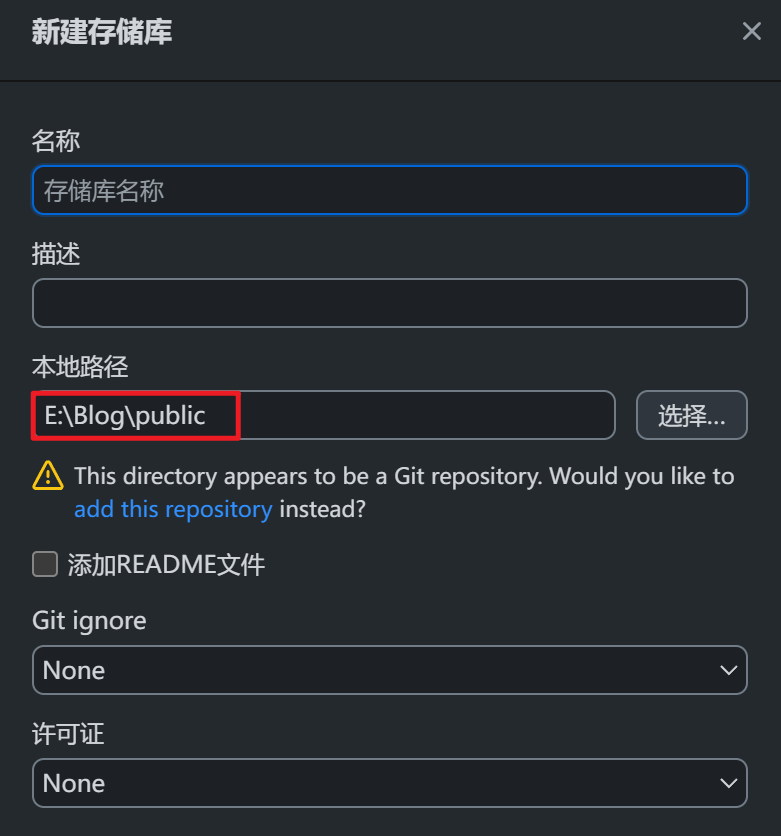 新建存储库
名称
存储库名称
描述
本地路径
E:\Blog\public
选择...
This directory appears to be a Git repository. Would you like to
add this repository instead?
添加README文件
Git ignore
None
许可证
None